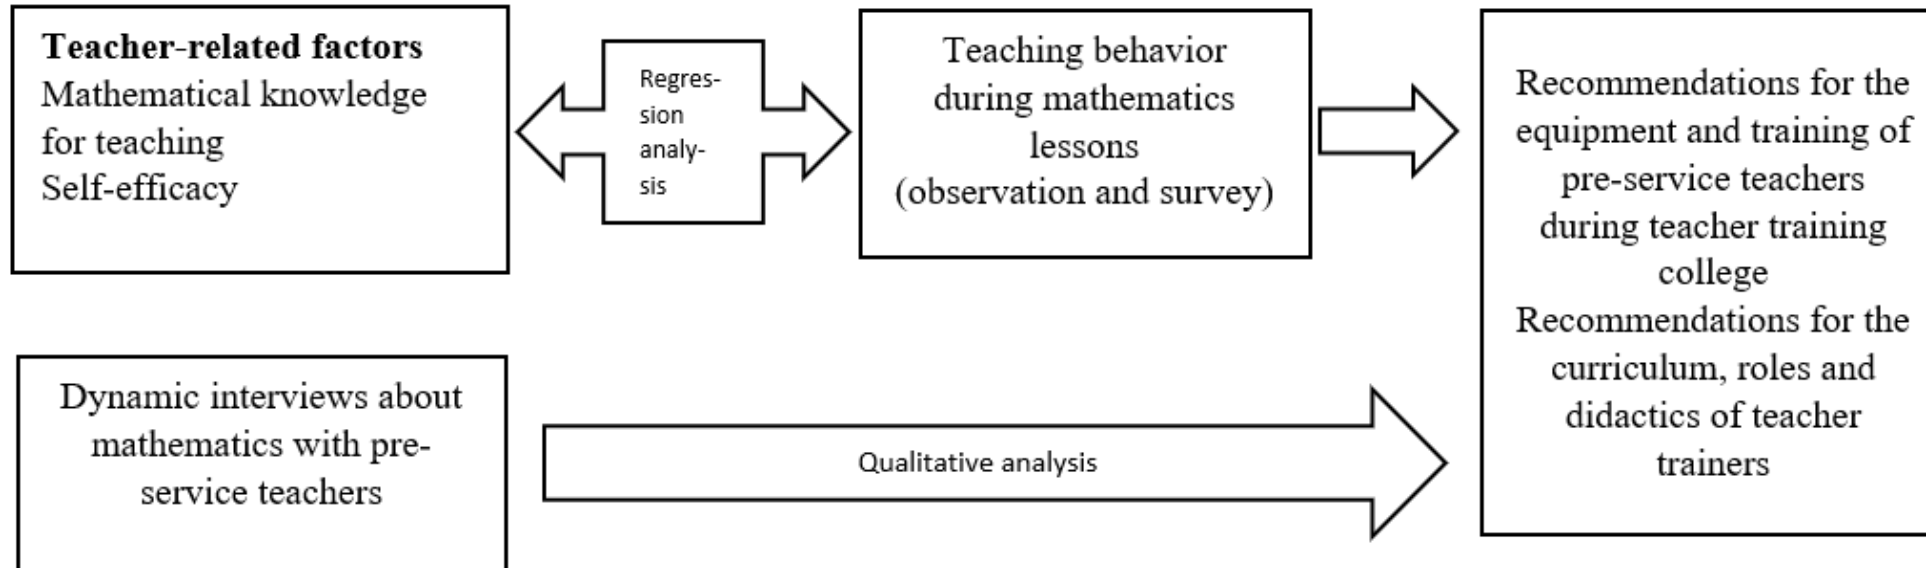 Teacher-related factors
Mathematical knowledge
for teaching
Self-efficacy
Regres-
sion
analy-
sis
Teaching behavior
during mathematics
lessons
(observation and survey)
Recommendations for the
equipment and training of
pre-service teachers
during teacher training
college
Recommendations for the
curriculum, roles and
didactics of teacher
trainers
Dynamic interviews about
mathematics with pre-
service teachers
Qualitative analysis